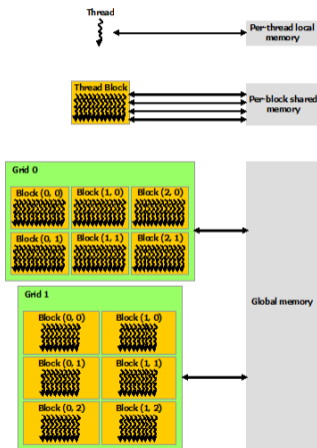 Thread
Per-thread local
memory
Thread Block
Per-block shared
memory
Grid 0
Block (0, 0) Block (1, 0) Block (2, 0)
Block (0, 1) Block (1, 1) Block (2, 1)
Grid 1
Global memory
Block (0, 0) Block (1, 0)
Block (0, 1) Block (1, 1)
Block (0, 2) Block (1, 2)